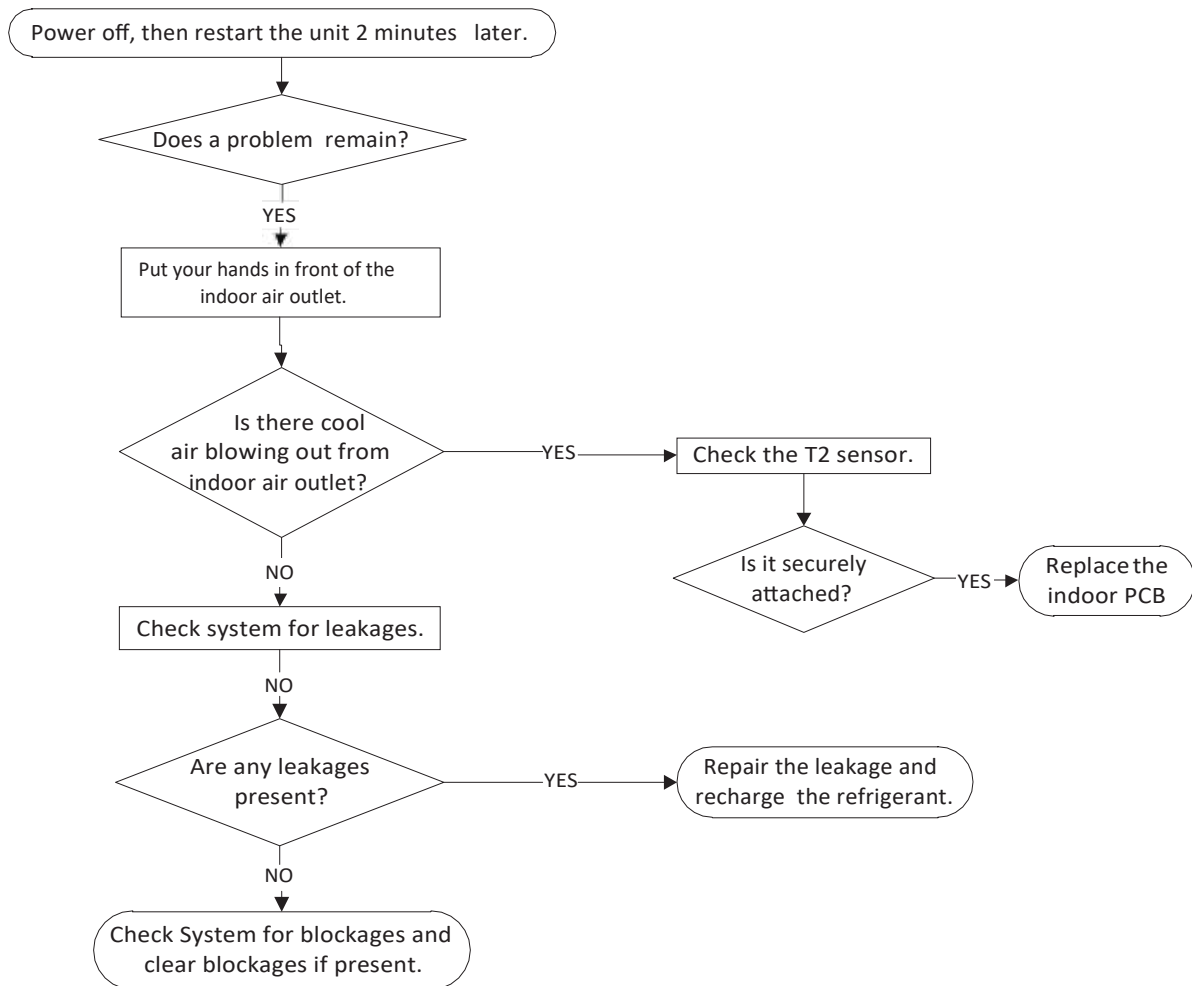 Power off, then restart the unit 2 minutes later.
Does a problem remain?
YES
Put your hands in front of the
indoor air outlet.
Is there cool
air blowing out from
indoor air outlet?
YES
Check the T2 sensor.
Is it securely
attached?
YES
Replace the
indoor PCB
NO
Check system for leakages.
NO
Are any leakages
present?
YES
Repair the leakage and
recharge the refrigerant.
NO
Check System for blockages and
clear blockages if present.